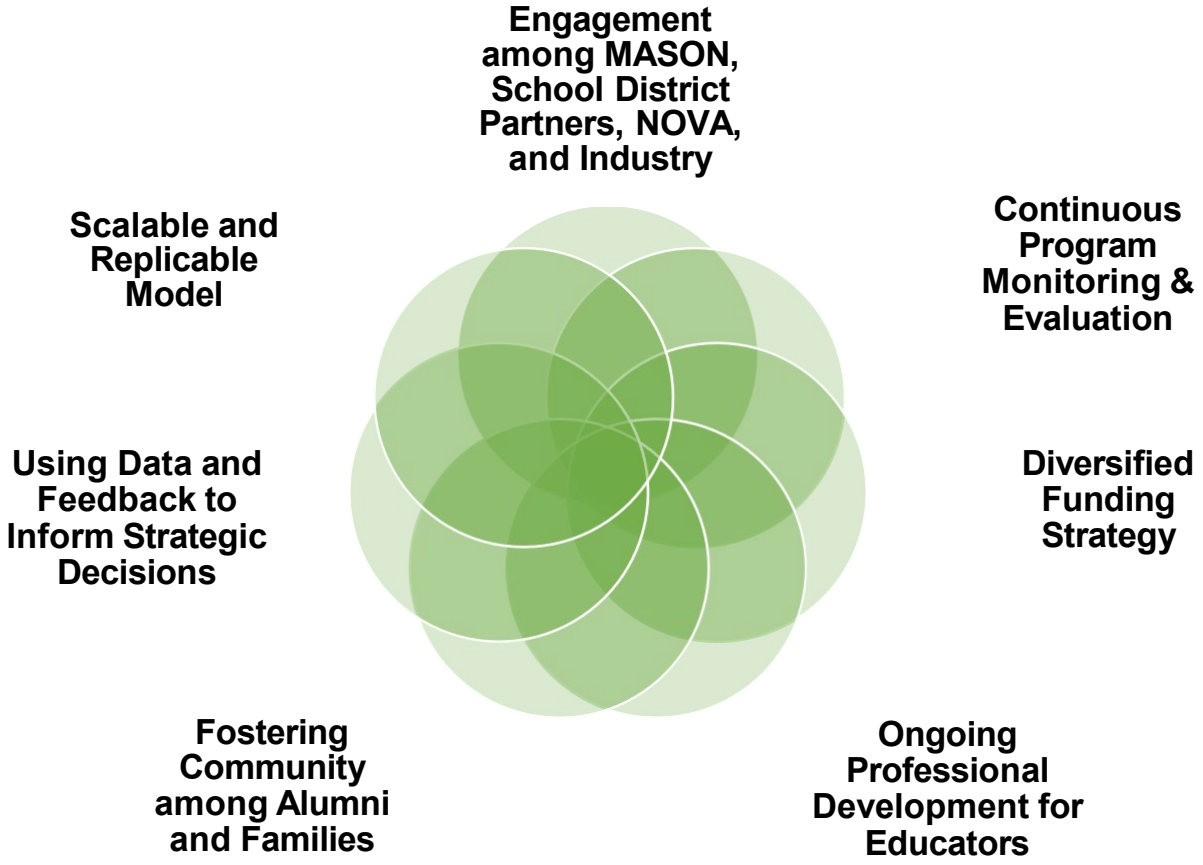 Engagement
among MASON,
School District
Partners, NOVA,
and Industry
Continuous
Program
Monitoring &
Evaluation
Diversified
Funding
Strategy
Ongoing
Professional
Development for
Educators
Fostering
Community
among Alumni
and Families
Using Data and
Feedback to
Inform Strategic
Decisions
Scalable and
Replicable
Model